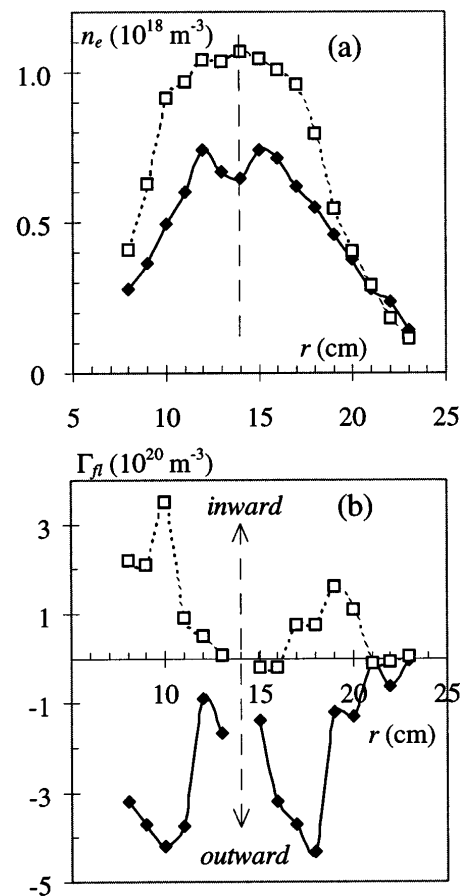 n_e (10^18 m^-3)
(a)
1.0
0.5
r (cm)
0
5 10 15 20 25
Γ_fl (10^20 m^-3)
inward
(b)
3
1
10 15 20 25
-1
r (cm)
-3
outward
-5